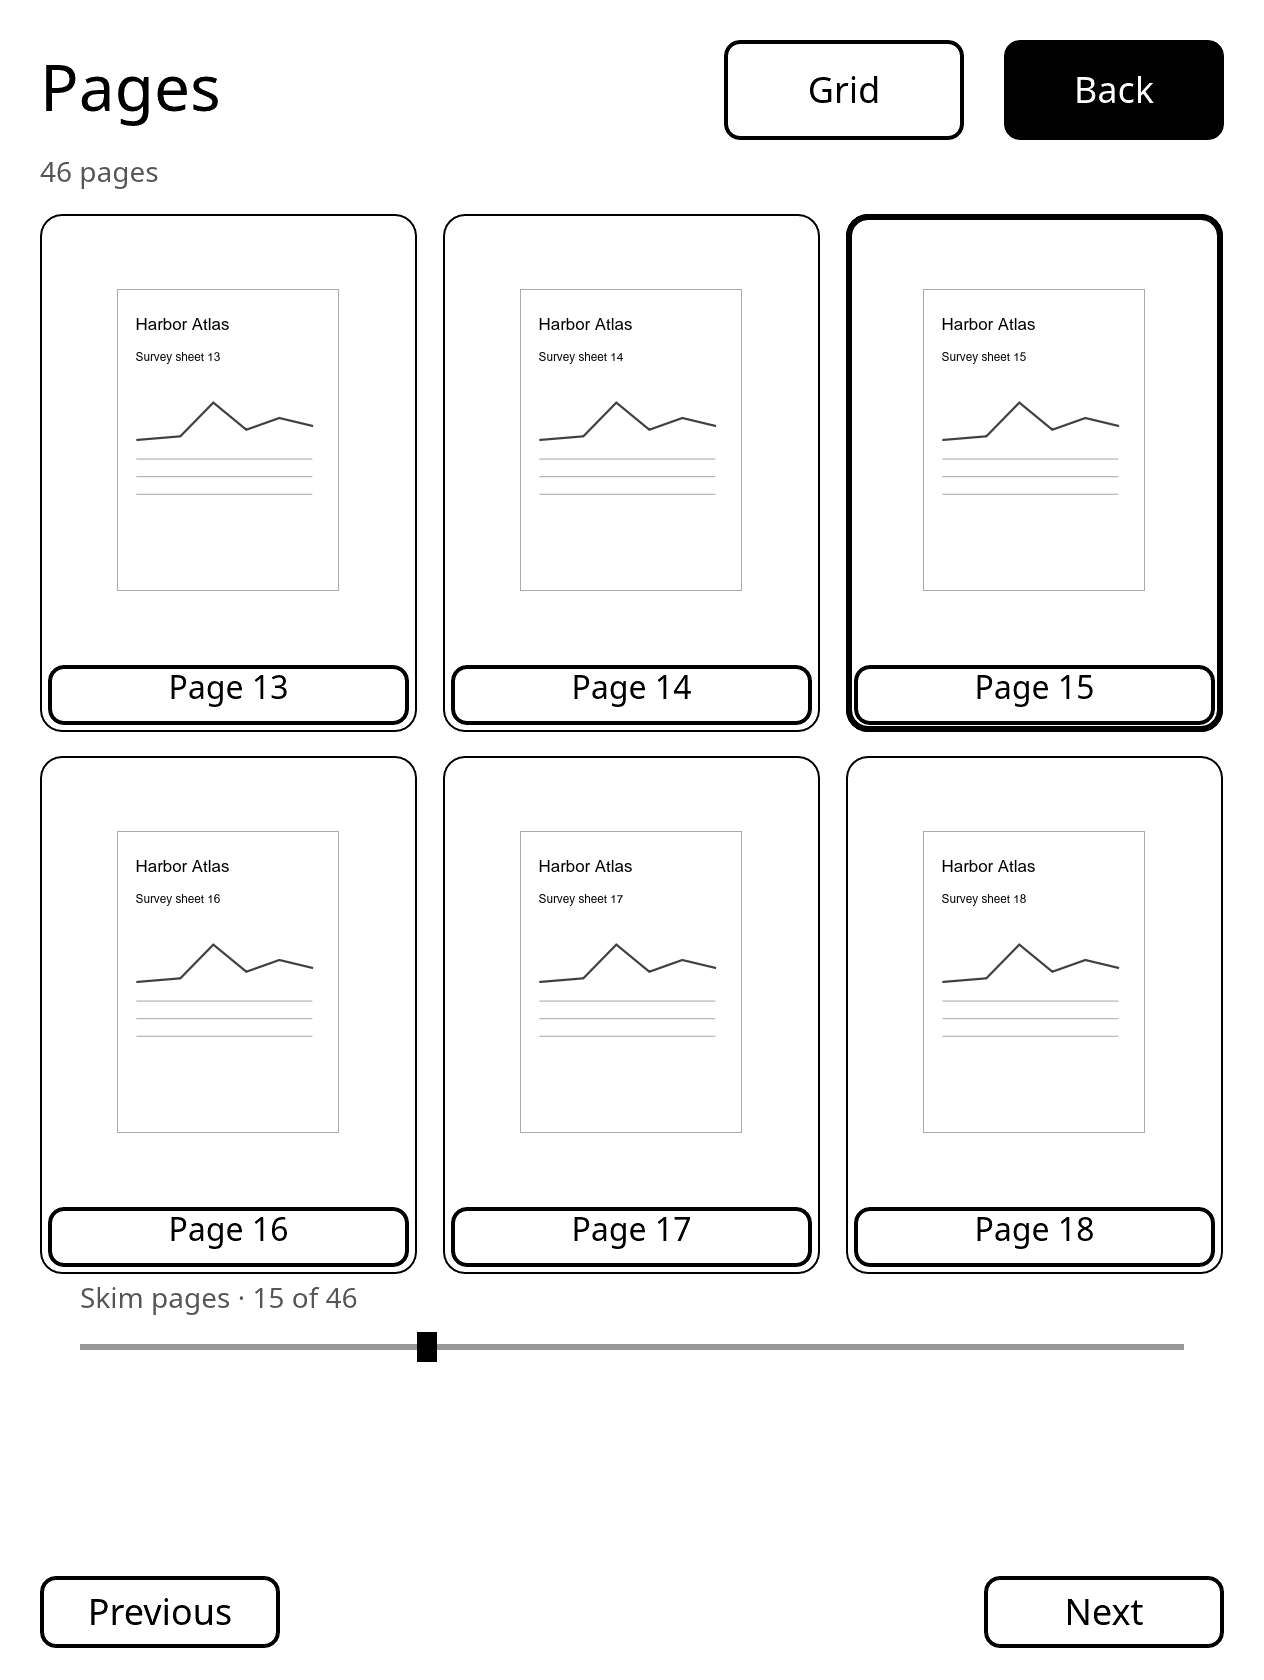 Pages
Grid
Back
46 pages
Harbor Atlas
Survey sheet 13
Page 13
Harbor Atlas
Survey sheet 14
Page 14
Harbor Atlas
Survey sheet 15
Page 15
Harbor Atlas
Survey sheet 16
Page 16
Harbor Atlas
Survey sheet 17
Page 17
Harbor Atlas
Survey sheet 18
Page 18
Skim pages · 15 of 46
Previous
Next